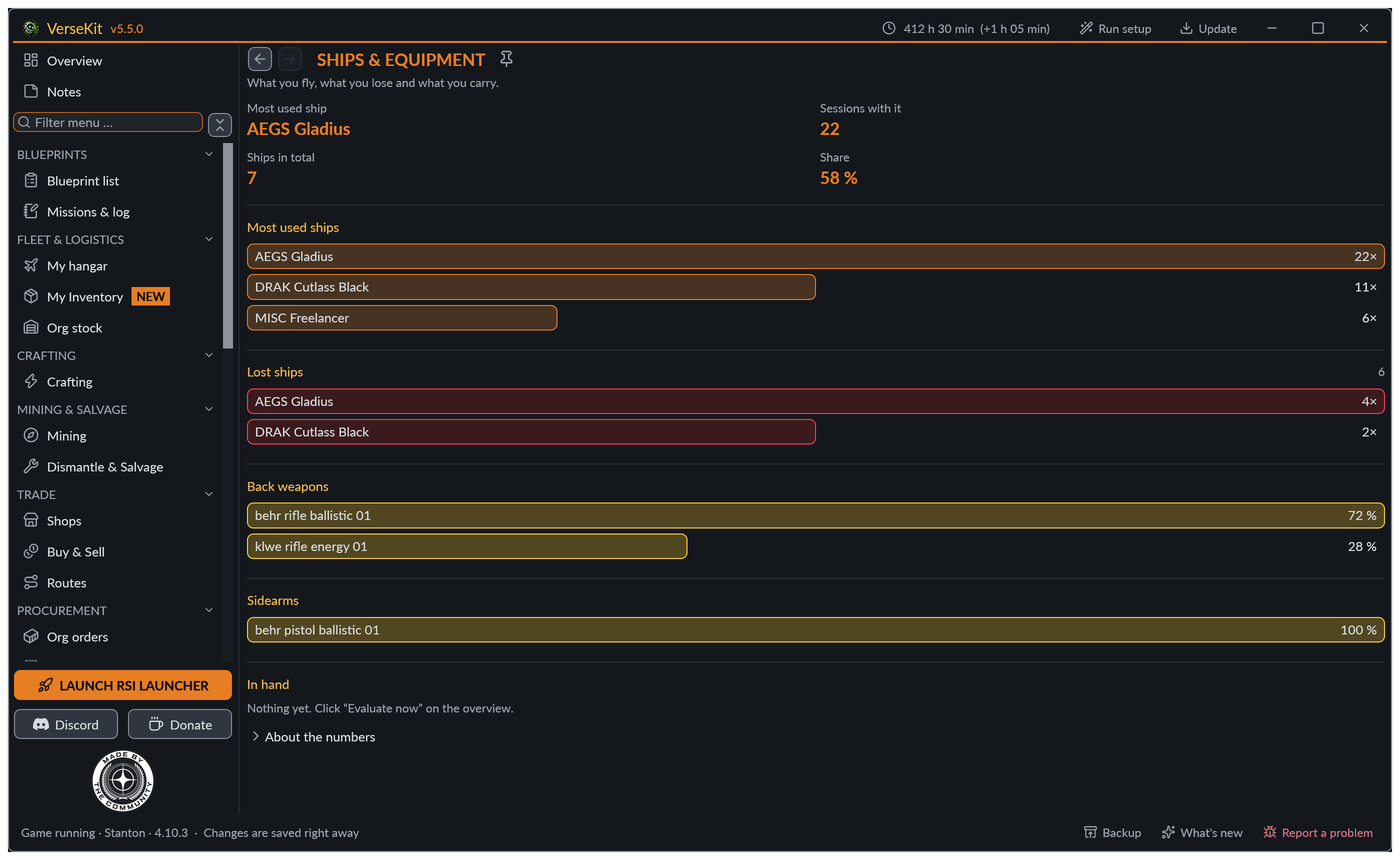 VerseKit v5.5.0
412 h 30 min (+1 h 05 min)
Run setup
Update
Overview
Notes
Filter menu ...
BLUEPRINTS
Blueprint list
Missions & log
FLEET & LOGISTICS
My hangar
My Inventory NEW
Org stock
CRAFTING
Crafting
MINING & SALVAGE
Mining
Dismantle & Salvage
TRADE
Shops
Buy & Sell
Routes
PROCUREMENT
Org orders
LAUNCH RSI LAUNCHER
Discord
Donate
MADE BY
THE COMMUNITY
SHIPS & EQUIPMENT
What you fly, what you lose and what you carry.
Most used ship
AEGS Gladius
Sessions with it
22
Ships in total
7
Share
58 %
Most used ships
AEGS Gladius 22×
DRAK Cutlass Black 11×
MISC Freelancer 6×
Lost ships 6
AEGS Gladius 4×
DRAK Cutlass Black 2×
Back weapons
behr rifle ballistic 01 72 %
klwe rifle energy 01 28 %
Sidearms
behr pistol ballistic 01 100 %
In hand
Nothing yet. Click “Evaluate now” on the overview.
About the numbers
Game running · Stanton · 4.10.3 · Changes are saved right away
Backup
What's new
Report a problem